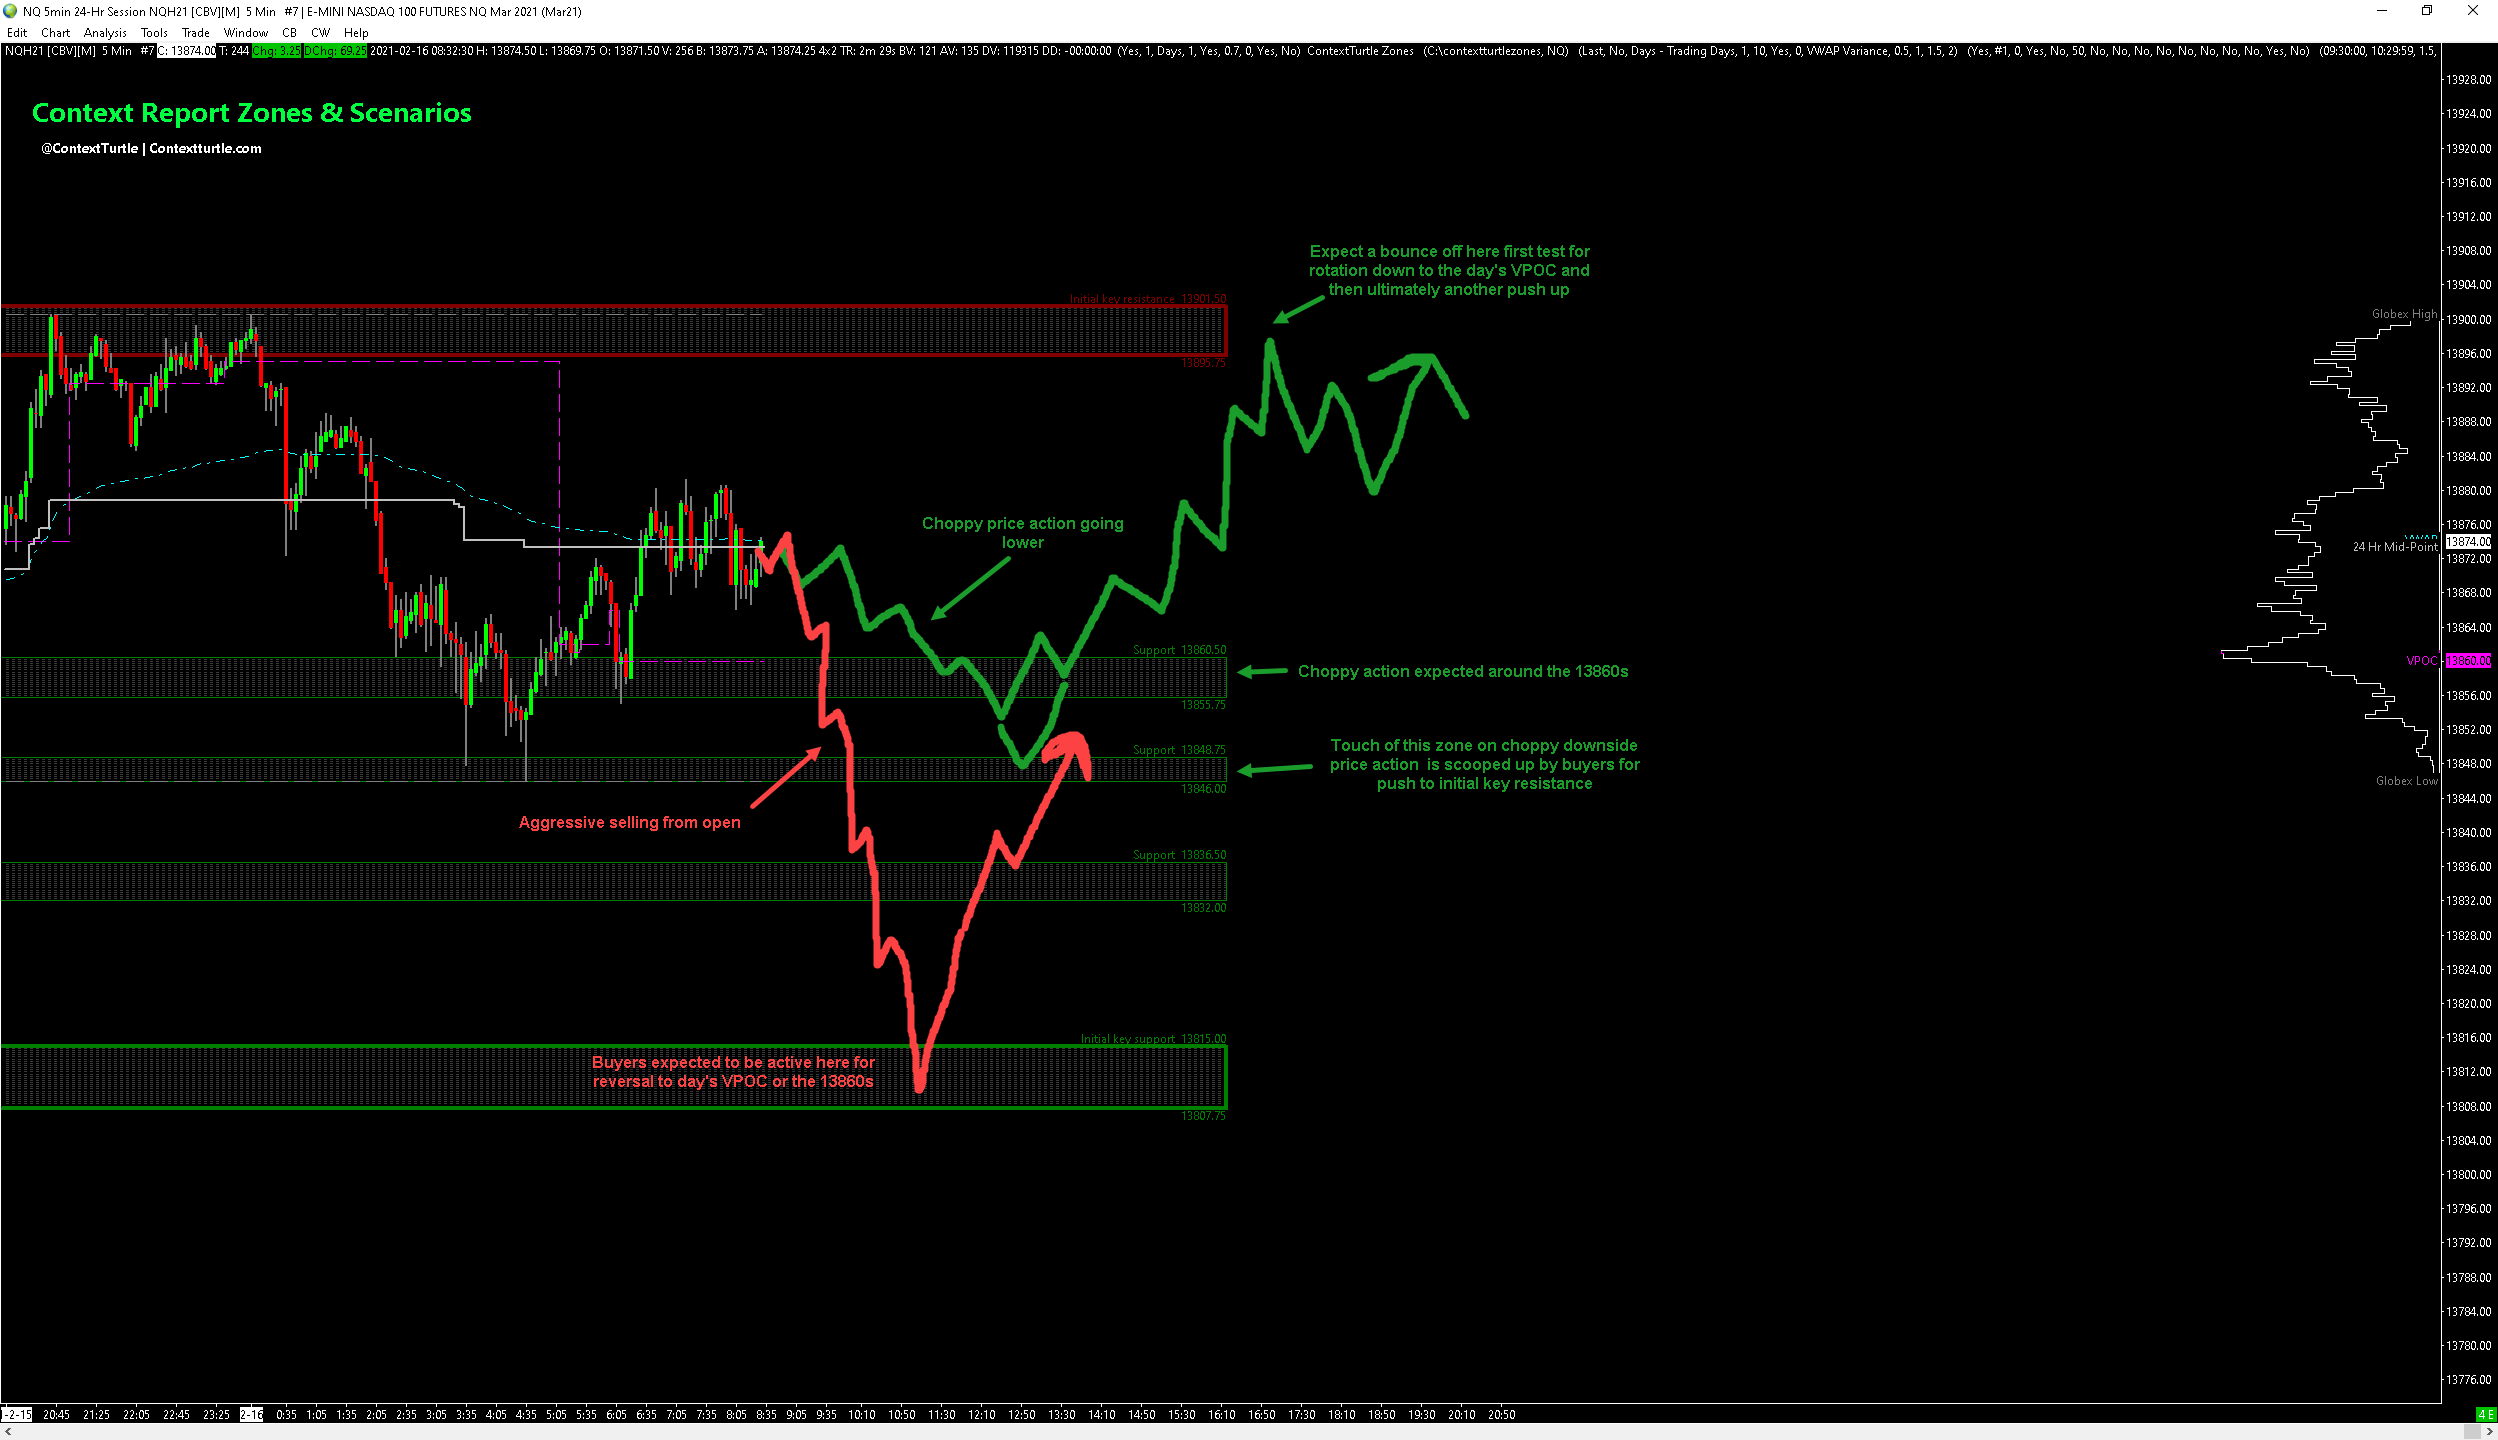 NQ 5min 24-Hr Session NQH21 [CBV][M]  5 Min   #7 | E-MINI NASDAQ 100 FUTURES NQ Mar 2021 (Mar21)
Edit Chart Analysis Tools Trade Window CB CW Help
NQH21 [CBV][M]  5 Min   #7 C: 13874.00 T: 244 Chg: 3.25 DChg: 69.25 2021-02-16 08:32:30 H: 13874.50 L: 13869.75 O: 13871.50 V: 256 B: 13873.75 A: 13874.25 4x2 TR: 2m 29s BV: 121 AV: 135 DV: 119315 DD: -00:00:00  (Yes, 1, Days, 1, Yes, 0.7, 0, Yes, No)  ContextTurtle Zones   (C:\contextturtlezones, NQ)   (Last, No, Days - Trading Days, 1, 10, Yes, 0, VWAP Variance, 0.5, 1, 1.5, 2)   (Yes, #1, 0, Yes, No, 50, No, No, No, No, No, No, No, No, Yes, No)   (09:30:00, 10:29:59, 1.5,
Context Report Zones & Scenarios
@ContextTurtle | Contextturtle.com
Expect a bounce off here first test for
rotation down to the day's VPOC and
then ultimately another push up
Initial key resistance  13901.50
13895.75
Choppy price action going
lower
Support  13860.50
Choppy action expected around the 13860s
13855.75
Support  13848.75
Touch of this zone on choppy downside
price action  is scooped up by buyers for
push to initial key resistance
13846.00
Aggressive selling from open
Support  13836.50
13832.00
Initial key support  13815.00
Buyers expected to be active here for
reversal to day's VPOC or the 13860s
13807.75
Globex High
24 Hr Mid-Point
VPOC
Globex Low
13928.00
13924.00
13920.00
13916.00
13912.00
13908.00
13904.00
13900.00
13896.00
13892.00
13888.00
13884.00
13880.00
13876.00
13874.00
13872.00
13868.00
13864.00
13860.00
13856.00
13852.00
13848.00
13844.00
13840.00
13836.00
13832.00
13828.00
13824.00
13820.00
13816.00
13812.00
13808.00
13804.00
13800.00
13796.00
13792.00
13788.00
13784.00
13780.00
13776.00
-2-15 20:45 21:25 22:05 22:45 23:25 2-16 0:35 1:05 1:35 2:05 2:35 3:05 3:35 4:05 4:35 5:05 5:35 6:05 6:35 7:05 7:35 8:05 8:35 9:05 9:35 10:10 10:50 11:30 12:10 12:50 13:30 14:10 14:50 15:30 16:10 16:50 17:30 18:10 18:50 19:30 20:10 20:50
4 E